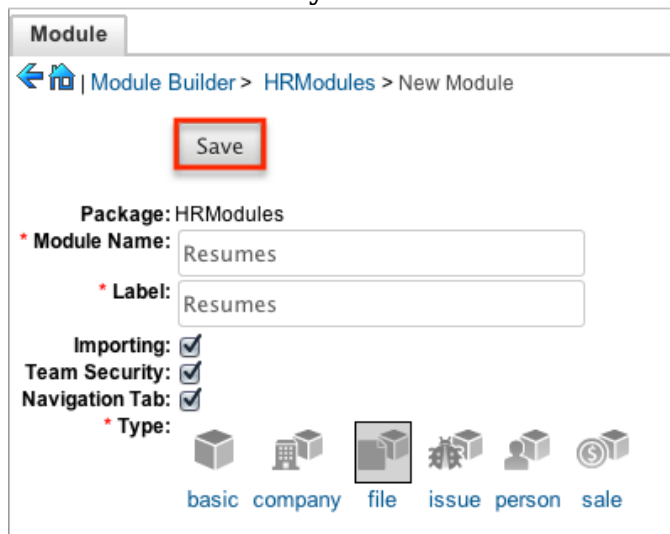 Module
| Module Builder > HRModules > New Module
Save
Package: HRModules
* Module Name: Resumes
* Label: Resumes
Importing:
Team Security:
Navigation Tab:
* Type:
basic company file issue person sale